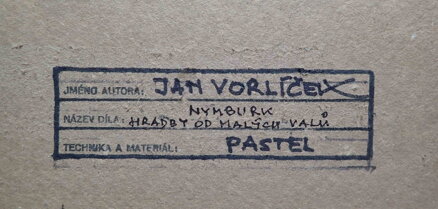 JMÉNO AUTORA: JAN VORLÍČEK
NYMBURK
NÁZEV DÍLA: HRADBY OD MALÝCH VALŮ
TECHNIKA A MATERIÁL: PASTEL